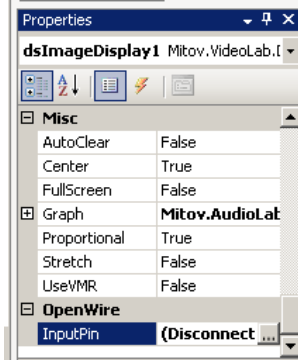 Properties
dsImageDisplay1 Mitov.VideoLab.
Misc
AutoClear False
Center True
FullScreen False
Graph Mitov.AudioLab
Proportional True
Stretch False
UseVMR False
OpenWire
InputPin (Disconnect ...